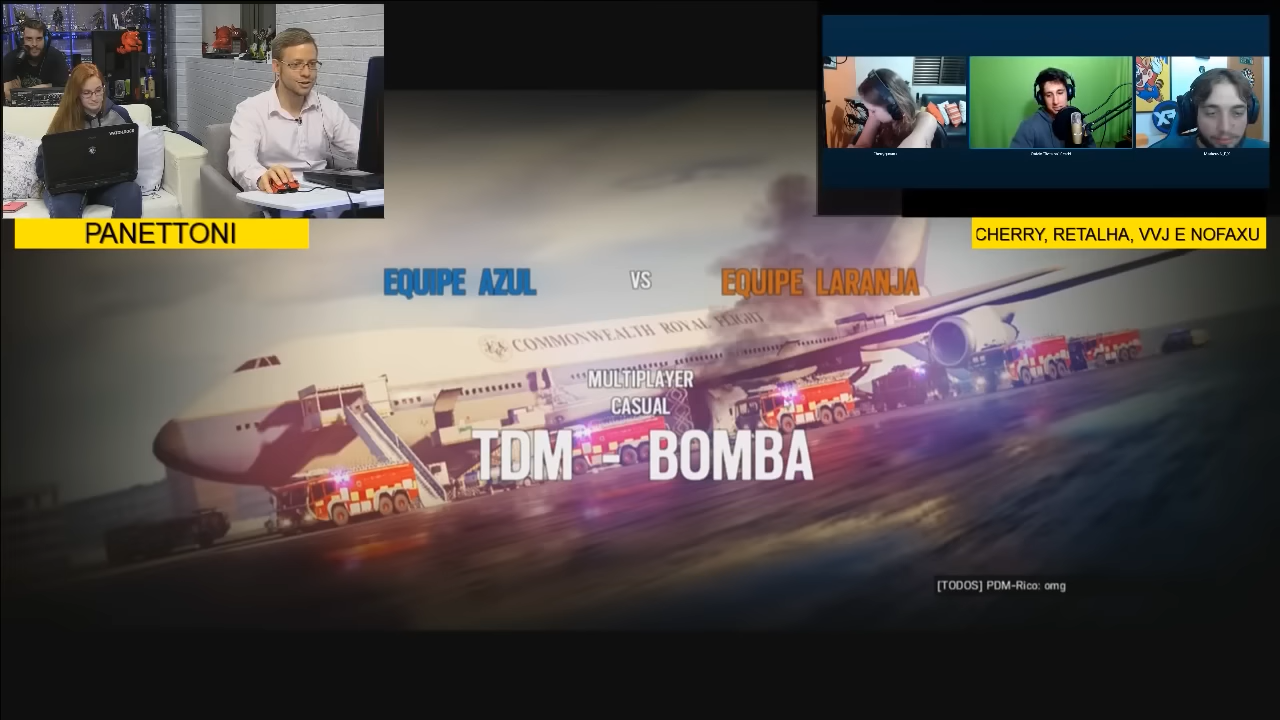 PANETTONI
CHERRY, RETALHA, VVJ E NOFAXU
EQUIPE AZUL VS EQUIPE LARANJA
COMMONWEALTH ROYAL FLIGHT
MULTIPLAYER
CASUAL
TDM - BOMBA
[TODOS] PDM-Rico: omg